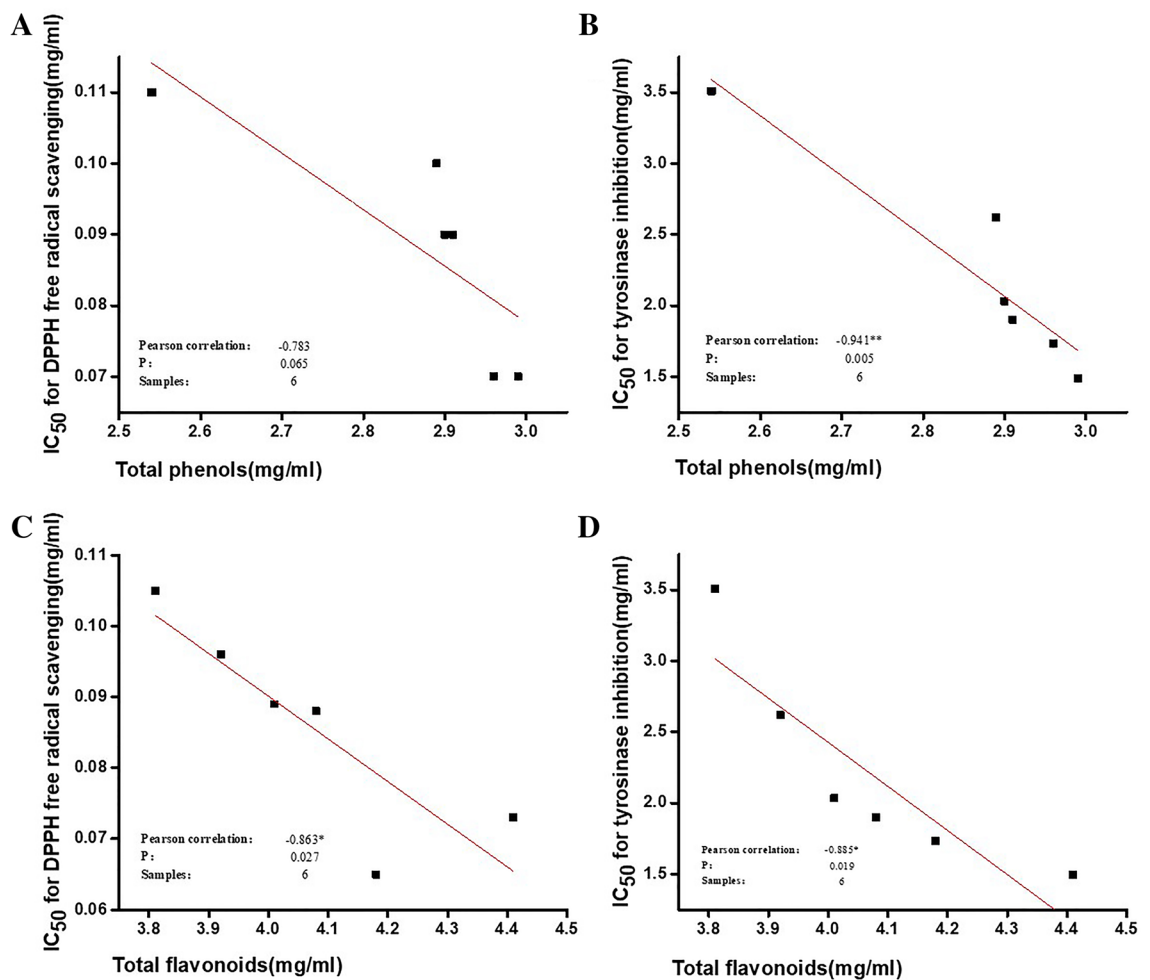 A
IC50 for DPPH free radical scavenging(mg/ml)
0.11
0.10
0.09
0.08
0.07
Pearson correlation: -0.783
P: 0.065
Samples: 6
2.5 2.6 2.7 2.8 2.9 3.0
Total phenols(mg/ml)
B
IC50 for tyrosinase inhibition(mg/ml)
3.5
3.0
2.5
2.0
1.5
Pearson correlation: -0.941**
P: 0.005
Samples: 6
2.5 2.6 2.7 2.8 2.9 3.0
Total phenols(mg/ml)
C
IC50 for DPPH free radical scavenging(mg/ml)
0.11
0.10
0.09
0.08
0.07
0.06
Pearson correlation: -0.863*
P: 0.027
Samples: 6
3.8 3.9 4.0 4.1 4.2 4.3 4.4 4.5
Total flavonoids(mg/ml)
D
IC50 for tyrosinase inhibition(mg/ml)
3.5
3.0
2.5
2.0
1.5
Pearson correlation: -0.885*
P: 0.019
Samples: 6
3.8 3.9 4.0 4.1 4.2 4.3 4.4 4.5
Total flavonoids(mg/ml)